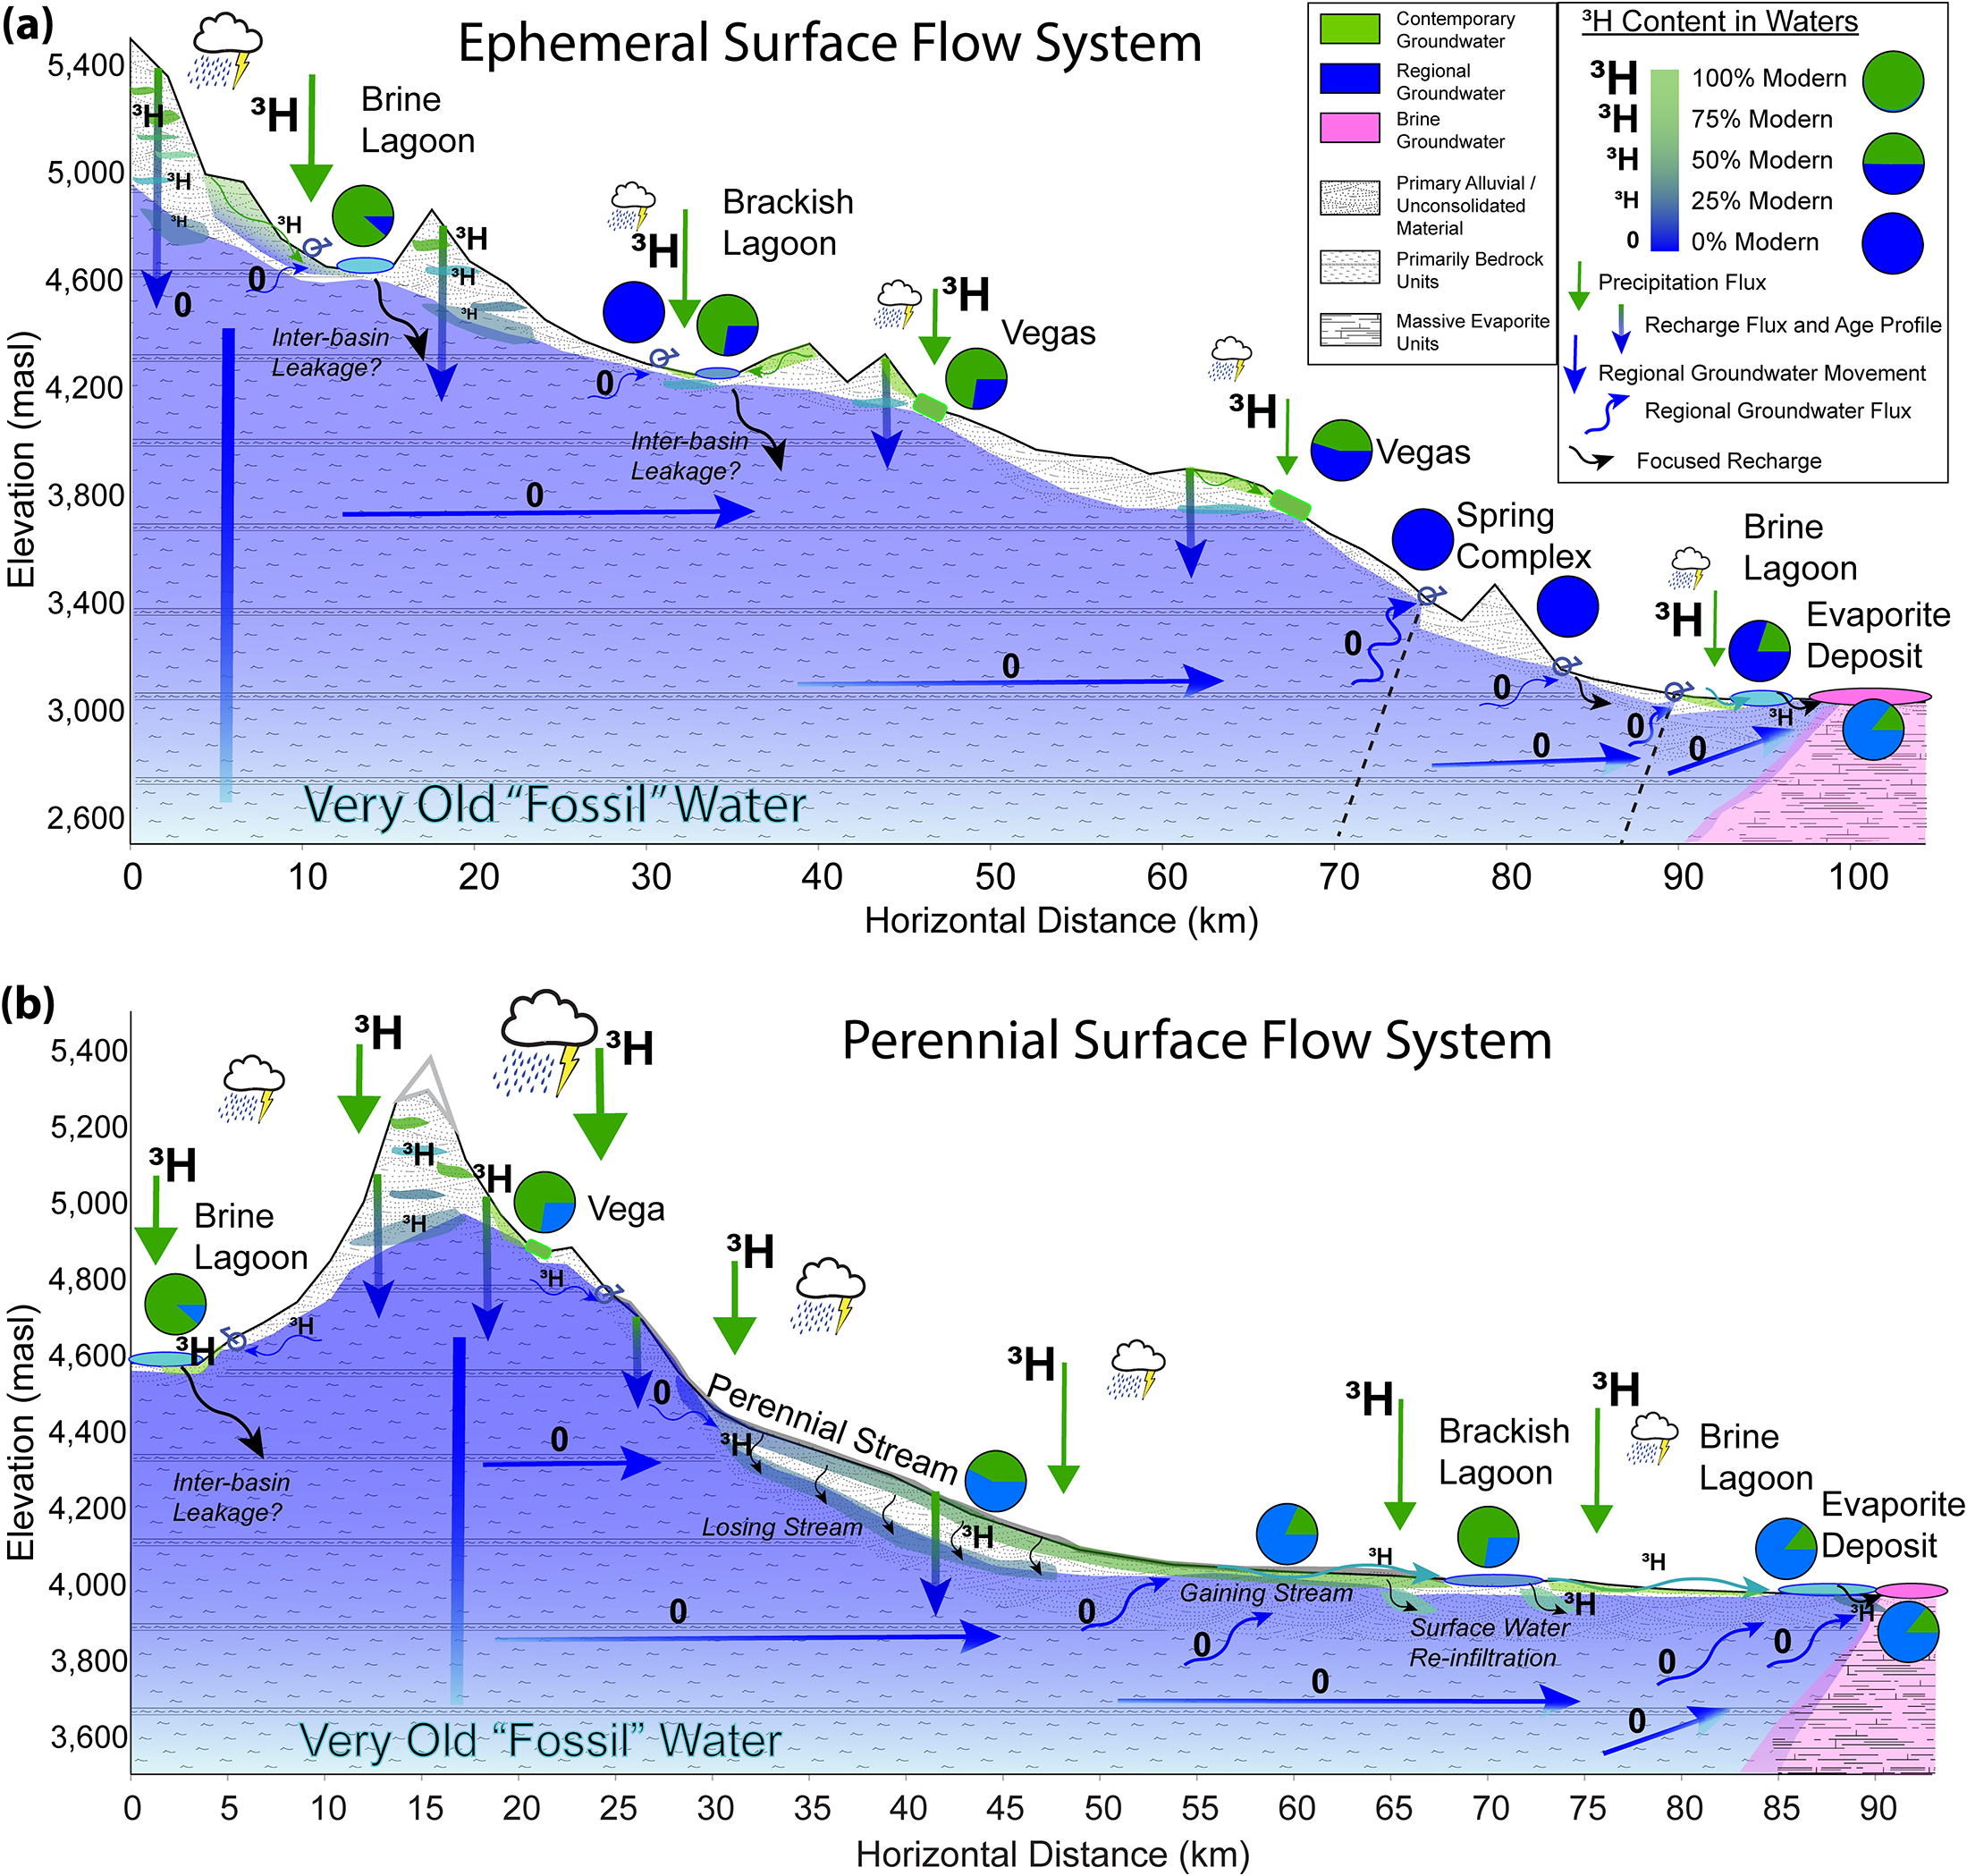 (a)
Ephemeral Surface Flow System
Contemporary
Groundwater
Regional
Groundwater
Brine
Groundwater
Primary Alluvial /
Unconsolidated
Material
Primarily Bedrock
Units
Massive Evaporite
Units
³H Content in Waters
³H 100% Modern
³H 75% Modern
³H 50% Modern
³H 25% Modern
0 0% Modern
Precipitation Flux
Recharge Flux and Age Profile
Regional Groundwater Movement
Regional Groundwater Flux
Focused Recharge
Elevation (masl)
5,400
5,000
4,600
4,200
3,800
3,400
3,000
2,600
³H
³H
³H
0
³H
Brine
Lagoon
³H
0
Inter-basin
Leakage?
³H
³H
³H
³H
Brackish
Lagoon
0
Inter-basin
Leakage?
³H
Vegas
³H
Vegas
0
0
Spring
Complex
0
0
³H
Brine
Lagoon
Evaporite
Deposit
³H
0
0
0
Very Old “Fossil” Water
0 10 20 30 40 50 60 70 80 90 100
Horizontal Distance (km)
(b)
Perennial Surface Flow System
Elevation (masl)
5,400
5,200
5,000
4,800
4,600
4,400
4,200
4,000
3,800
3,600
³H
³H
³H
³H
Brine
Lagoon
³H
³H
³H
³H
Vega
³H
³H
Inter-basin
Leakage?
0
0
³H
³H
Perennial Stream
Losing Stream
³H
³H
0
0
0
Gaining Stream
³H
³H
Brackish
Lagoon
³H
³H
Surface Water
Re-infiltration
³H
Brine
Lagoon
Evaporite
Deposit
³H
0
0
0
0
Very Old “Fossil” Water
0 5 10 15 20 25 30 35 40 45 50 55 60 65 70 75 80 85 90
Horizontal Distance (km)